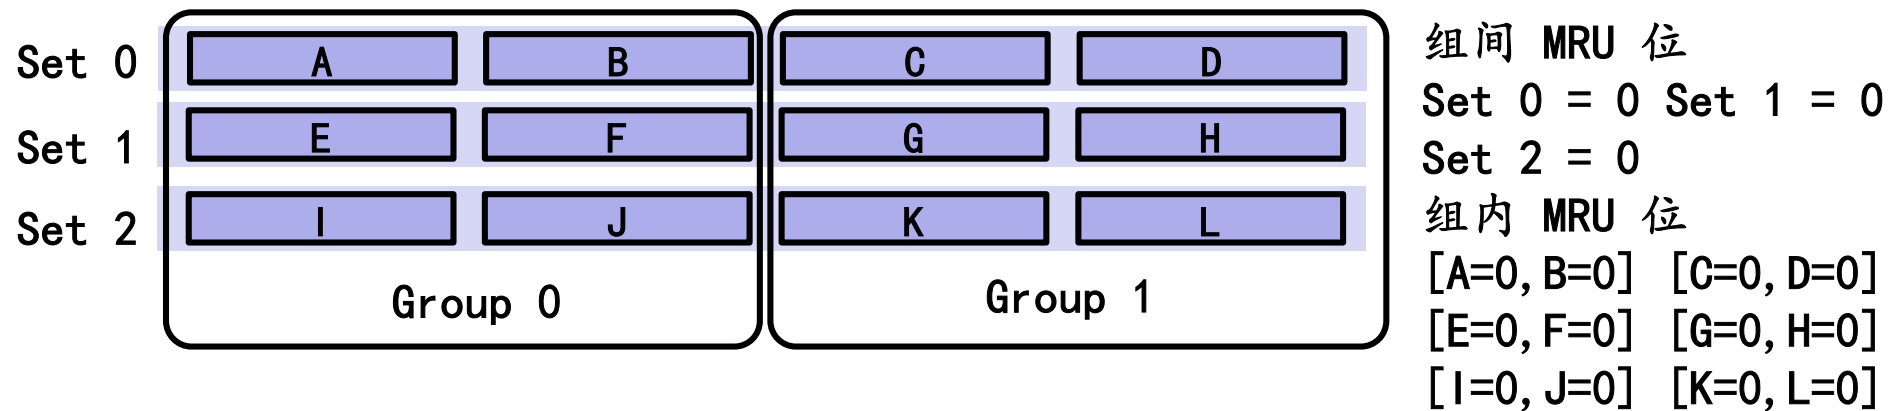 Set 0 A B C D
Set 1 E F G H
Set 2 I J K L
Group 0 Group 1
组间 MRU 位
Set 0 = 0 Set 1 = 0
Set 2 = 0
组内 MRU 位
[A=0,B=0] [C=0,D=0]
[E=0,F=0] [G=0,H=0]
[I=0,J=0] [K=0,L=0]